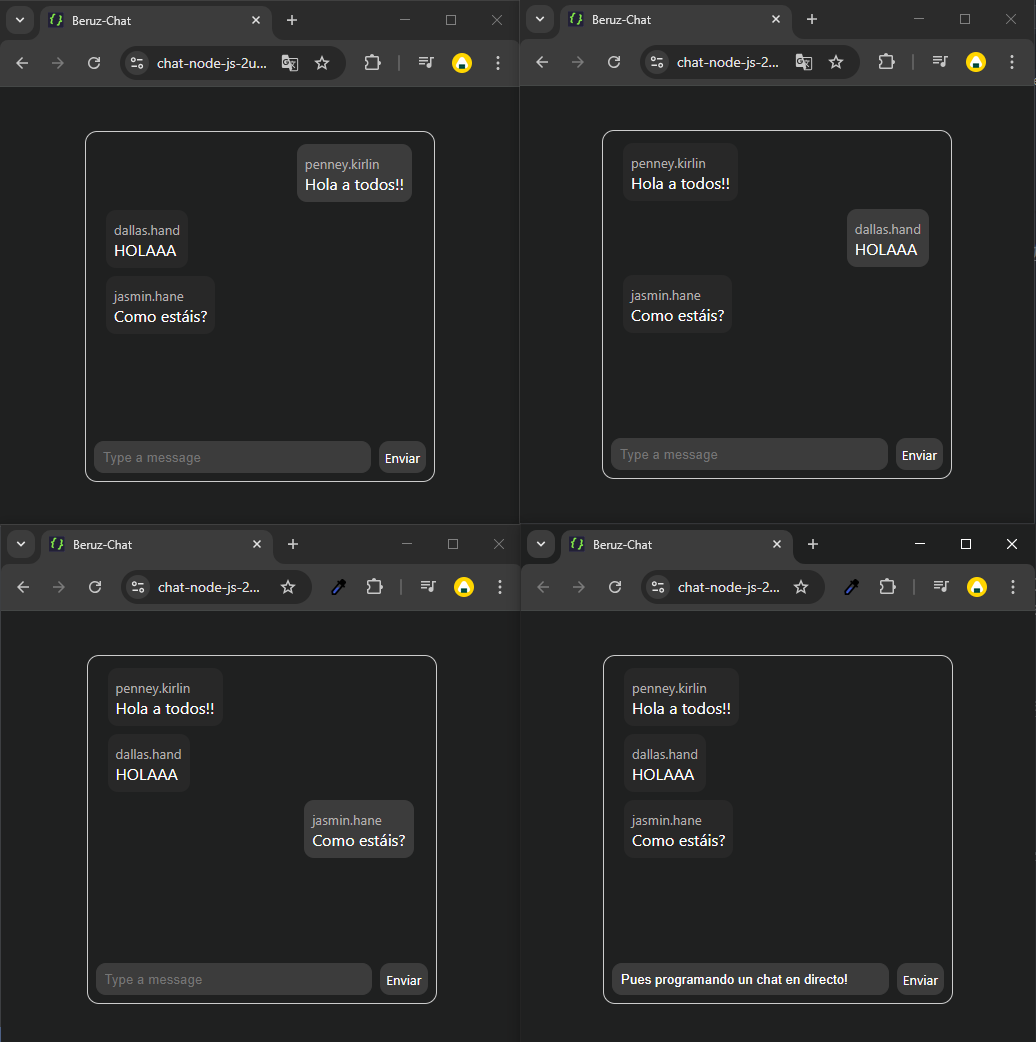 Beruz-Chat
chat-node-js-2u...
penney.kirlin
Hola a todos!!
dallas.hand
HOLAAA
jasmin.hane
Como estáis?
Type a message
Enviar
Beruz-Chat
chat-node-js-2...
penney.kirlin
Hola a todos!!
dallas.hand
HOLAAA
jasmin.hane
Como estáis?
Type a message
Enviar
Beruz-Chat
chat-node-js-2...
penney.kirlin
Hola a todos!!
dallas.hand
HOLAAA
jasmin.hane
Como estáis?
Type a message
Enviar
Beruz-Chat
chat-node-js-2...
penney.kirlin
Hola a todos!!
dallas.hand
HOLAAA
jasmin.hane
Como estáis?
Pues programando un chat en directo!
Enviar